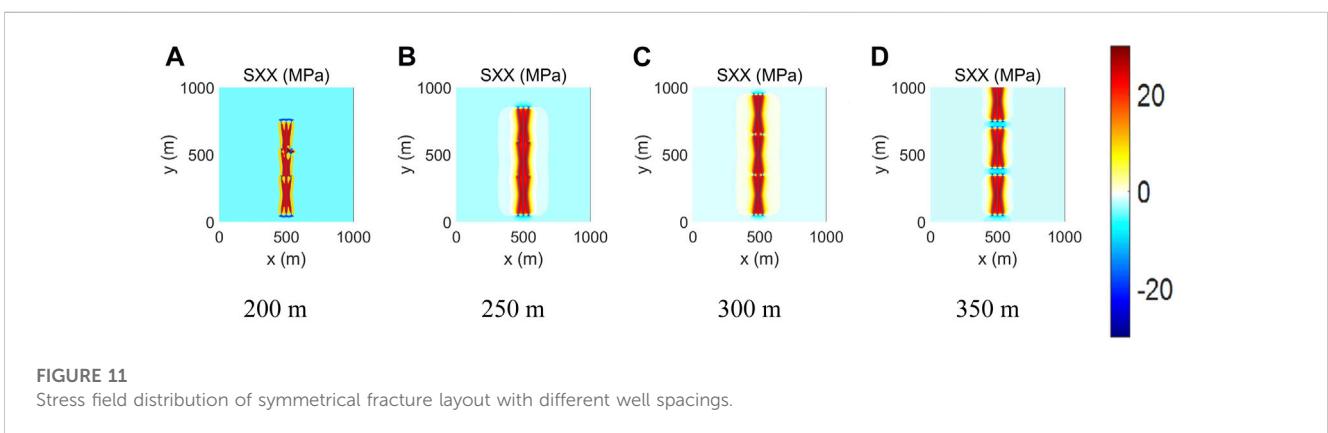 A B C D
SXX (MPa) SXX (MPa) SXX (MPa) SXX (MPa)
1000 1000 1000 1000
y (m) y (m) y (m) y (m)
500 500 500 500
0 0 0 0
0 500 1000 0 500 1000 0 500 1000 0 500 1000
x (m) x (m) x (m) x (m)
200 m 250 m 300 m 350 m
20
0
-20
FIGURE 11
Stress field distribution of symmetrical fracture layout with different well spacings.